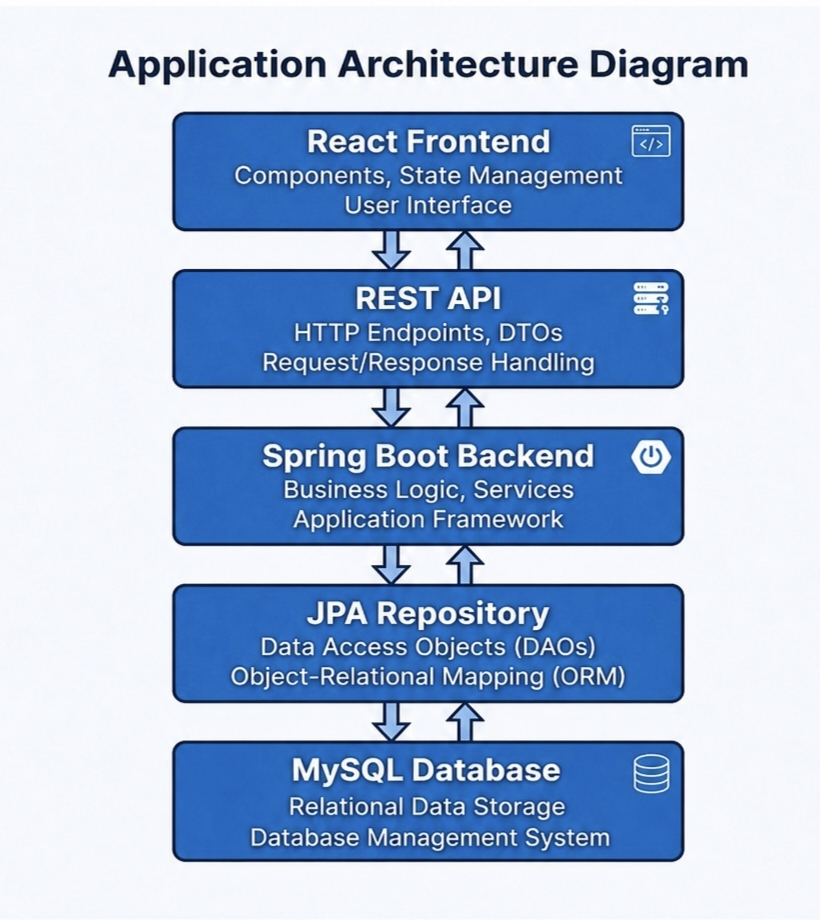 Application Architecture Diagram
React Frontend
Components, State Management
User Interface
</>
REST API
HTTP Endpoints, DTOs
Request/Response Handling
Spring Boot Backend
Business Logic, Services
Application Framework
JPA Repository
Data Access Objects (DAOs)
Object-Relational Mapping (ORM)
MySQL Database
Relational Data Storage
Database Management System